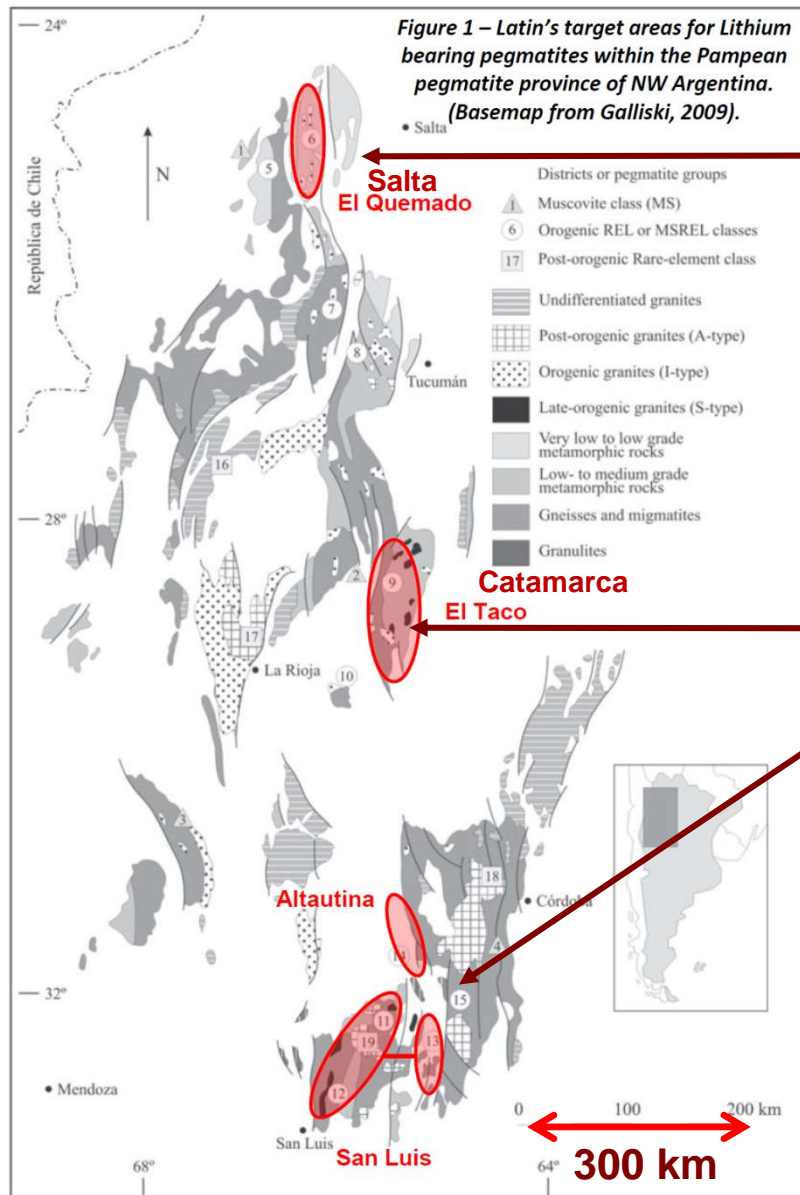 24º
Figure 1 – Latin's target areas for Lithium
bearing pegmatites within the Pampean
pegmatite province of NW Argentina.
(Basemap from Galliski, 2009).
República de Chile
N
Salta
1
5
6
Salta
El Quemado
Districts or pegmatite groups
1 Muscovite class (MS)
6 Orogenic REL or MSREL classes
17 Post-orogenic Rare-element class
Undifferentiated granites
Post-orogenic granites (A-type)
Orogenic granites (I-type)
Late-orogenic granites (S-type)
Very low to low grade
metamorphic rocks
Low- to medium grade
metamorphic rocks
Gneisses and migmatites
Granulites
7
8
Tucumán
16
28º
2
9
Catamarca
El Taco
17
La Rioja
10
3
18
Altautina
Córdoba
14
4
32º
15
11
19
13
12
Mendoza
San Luis
San Luis
0 100 200 km
300 km
68º
64º